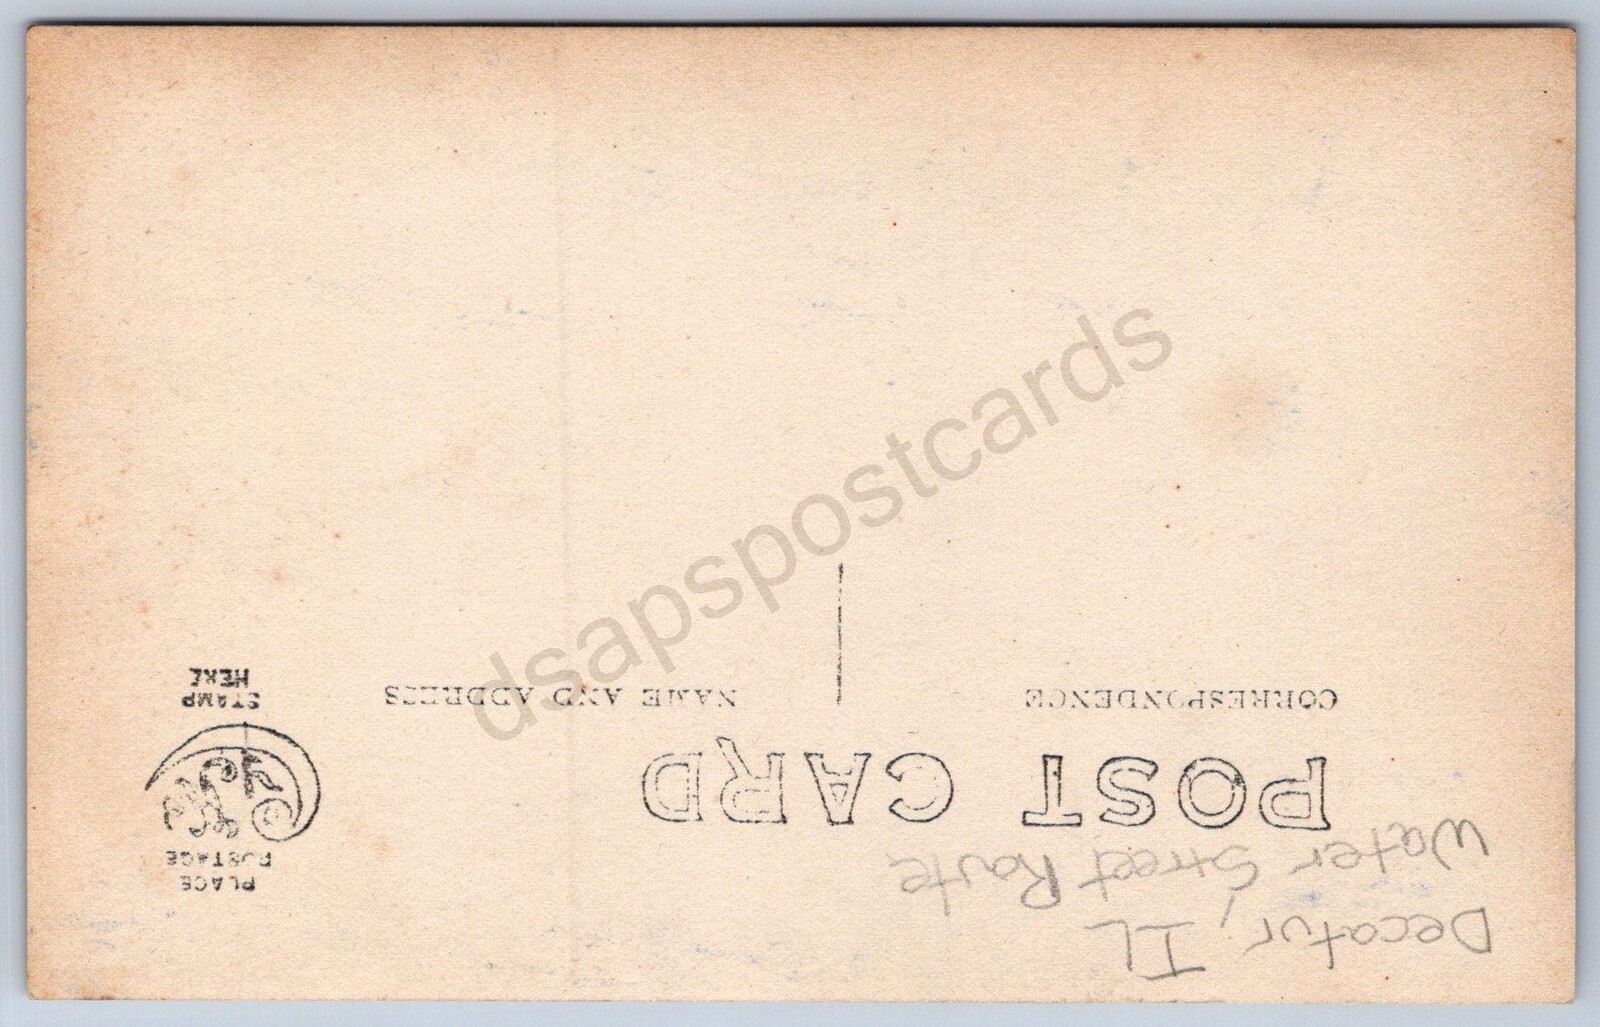 Decatur, IL
Water Street Route
POST CARD
CORRESPONDENCE
NAME AND ADDRESS
PLACE
POSTAGE
STAMP
HERE
dsapspostcards